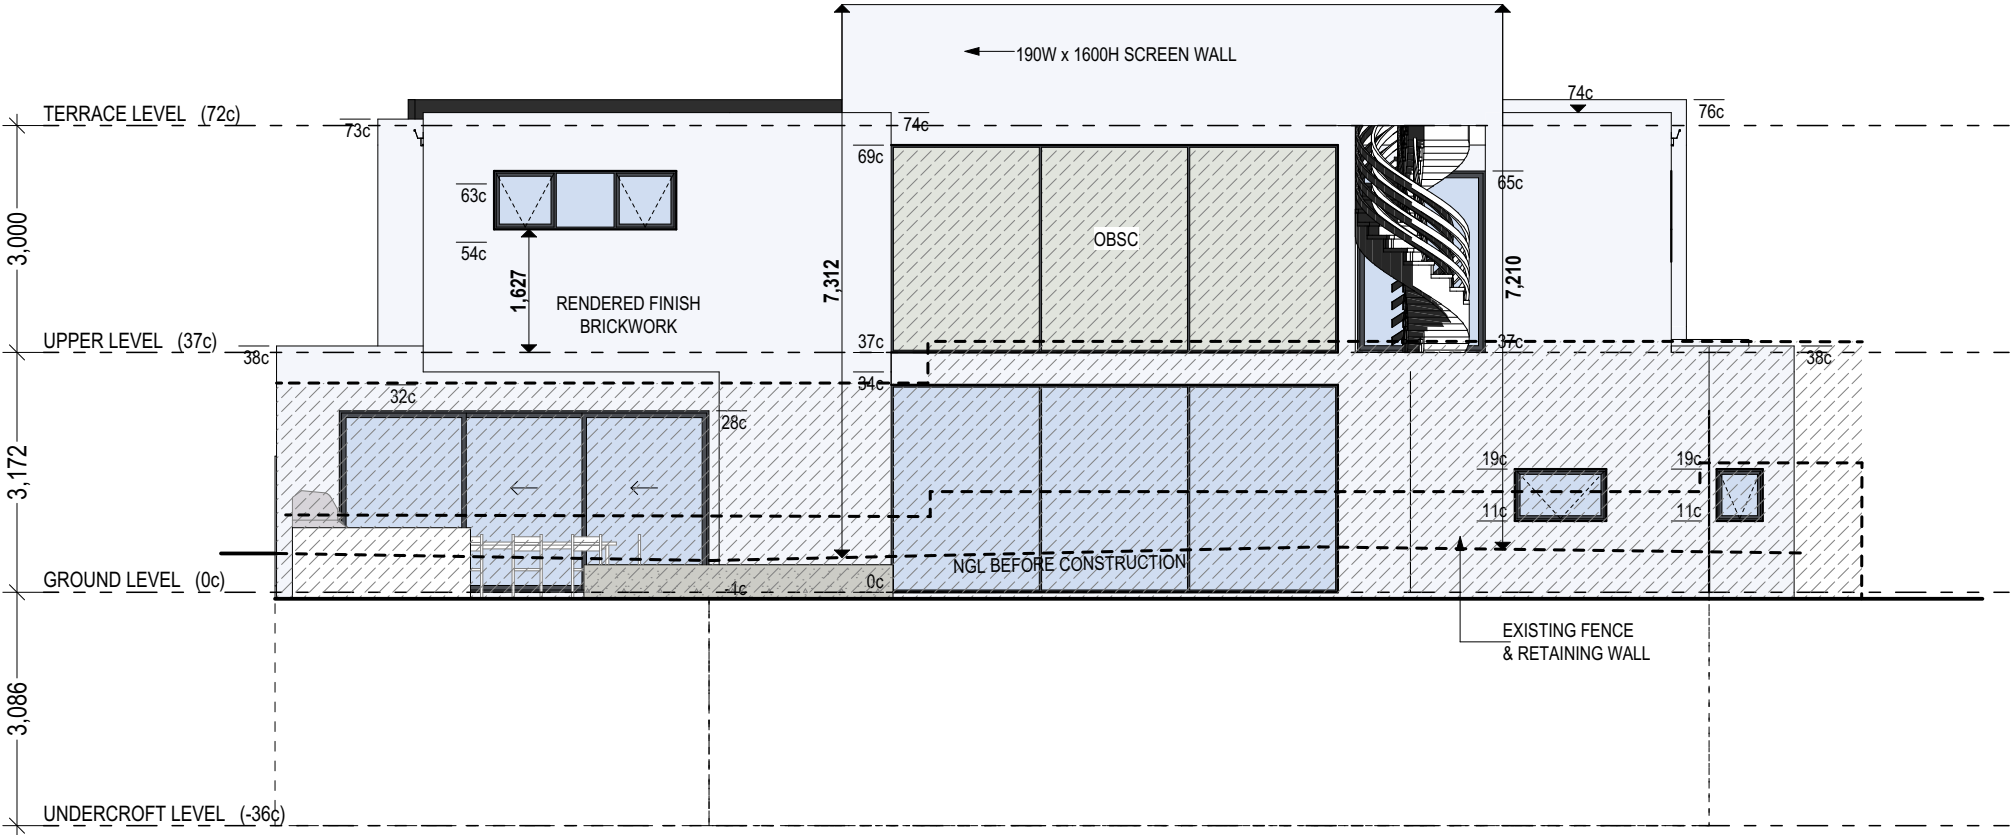 190W x 1600H SCREEN WALL
74c
TERRACE LEVEL (72c)
73c
74c
76c
69c
63c
65c
54c
OBSC
3,000
1,627
7,312
7,210
RENDERED FINISH
BRICKWORK
UPPER LEVEL (37c)
38c
37c
37c
38c
34c
32c
28c
3,172
19c
19c
11c
11c
NGL BEFORE CONSTRUCTION
GROUND LEVEL (0c)
-1c
0c
EXISTING FENCE
& RETAINING WALL
3,086
UNDERCROFT LEVEL (-36c)